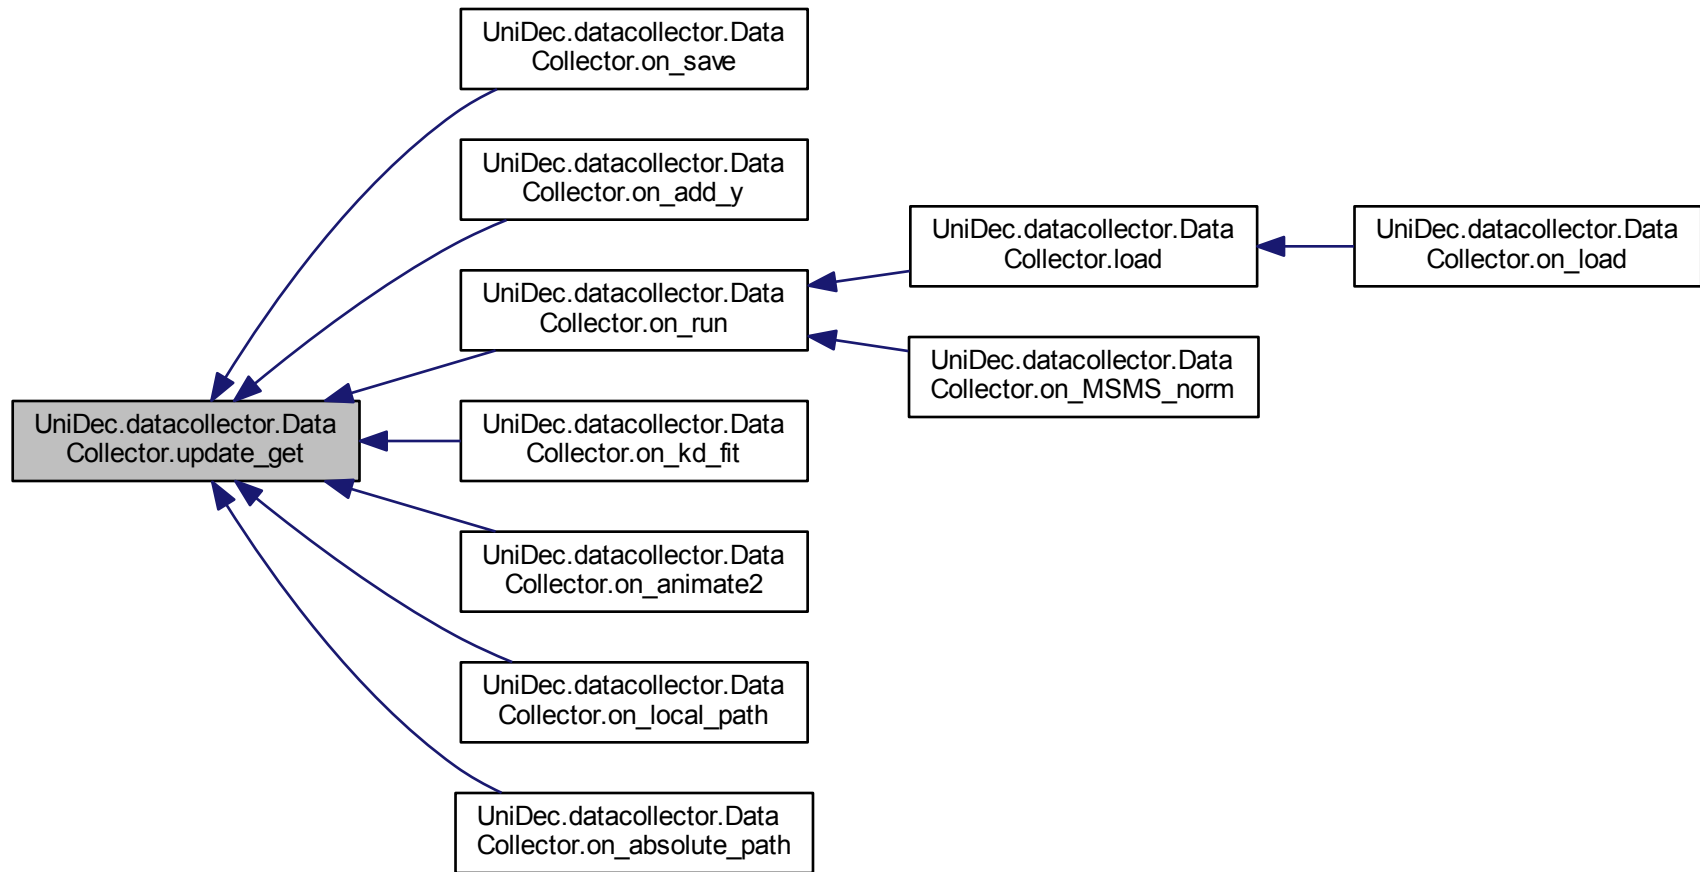 UniDec.datacollector.Data
Collector.on_save
UniDec.datacollector.Data
Collector.on_add_y
UniDec.datacollector.Data
Collector.load
UniDec.datacollector.Data
Collector.on_load
UniDec.datacollector.Data
Collector.on_run
UniDec.datacollector.Data
Collector.on_MSMS_norm
UniDec.datacollector.Data
Collector.update_get
UniDec.datacollector.Data
Collector.on_kd_fit
UniDec.datacollector.Data
Collector.on_animate2
UniDec.datacollector.Data
Collector.on_local_path
UniDec.datacollector.Data
Collector.on_absolute_path